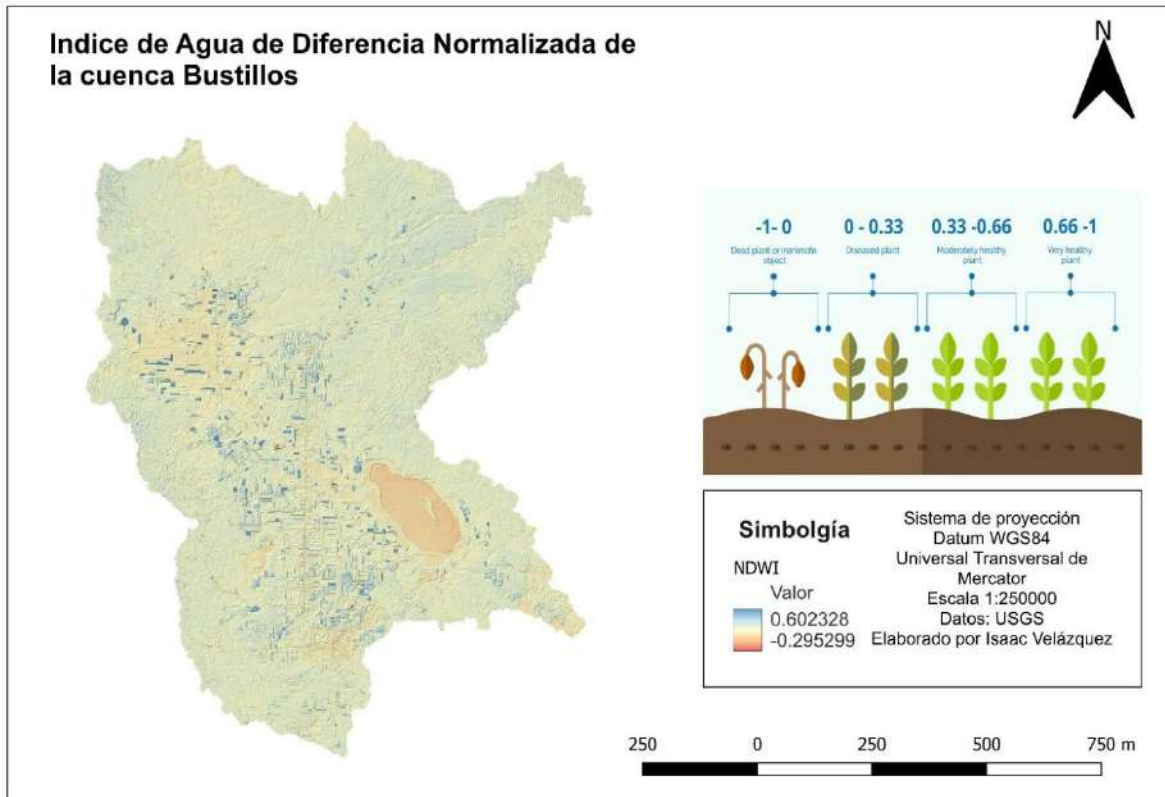 Indice de Agua de Diferencia Normalizada de
la cuenca Bustillos
N
-1- 0
0 - 0.33
0.33 -0.66
0.66 -1
Dead plant or inanimate
object
Diseased plant
Moderately healthy
plant
Very healthy
plant
Simbolgía
NDWI
Valor
0.602328
-0.295299
Sistema de proyección
Datum WGS84
Universal Transversal de
Mercator
Escala 1:250000
Datos: USGS
Elaborado por Isaac Velázquez
250 0 250 500 750 m